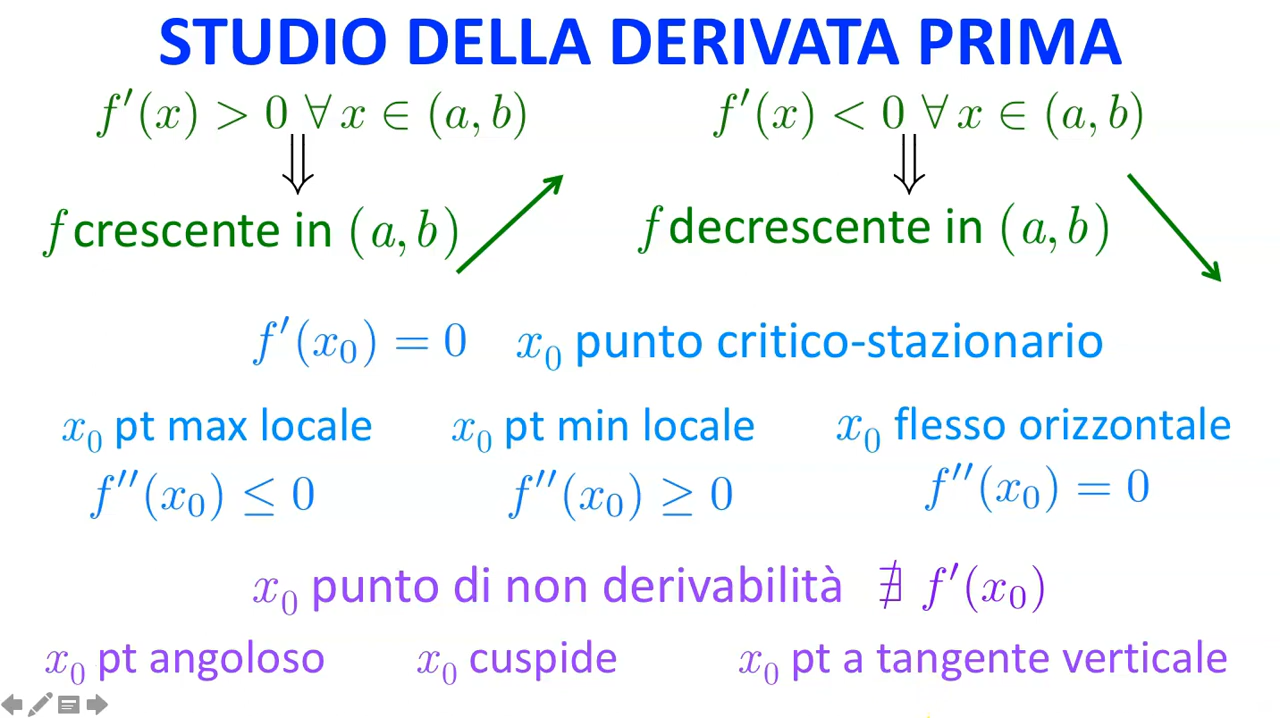 STUDIO DELLA DERIVATA PRIMA
f′(x) > 0 ∀ x ∈ (a, b) f′(x) < 0 ∀ x ∈ (a, b)
⇓ ⇓
f crescente in (a, b) f decrescente in (a, b)
f′(x₀) = 0 x₀ punto critico-stazionario
x₀ pt max locale x₀ pt min locale x₀ flesso orizzontale
f″(x₀) ≤ 0 f″(x₀) ≥ 0 f″(x₀) = 0
x₀ punto di non derivabilità ∄ f′(x₀)
x₀ pt angoloso x₀ cuspide x₀ pt a tangente verticale